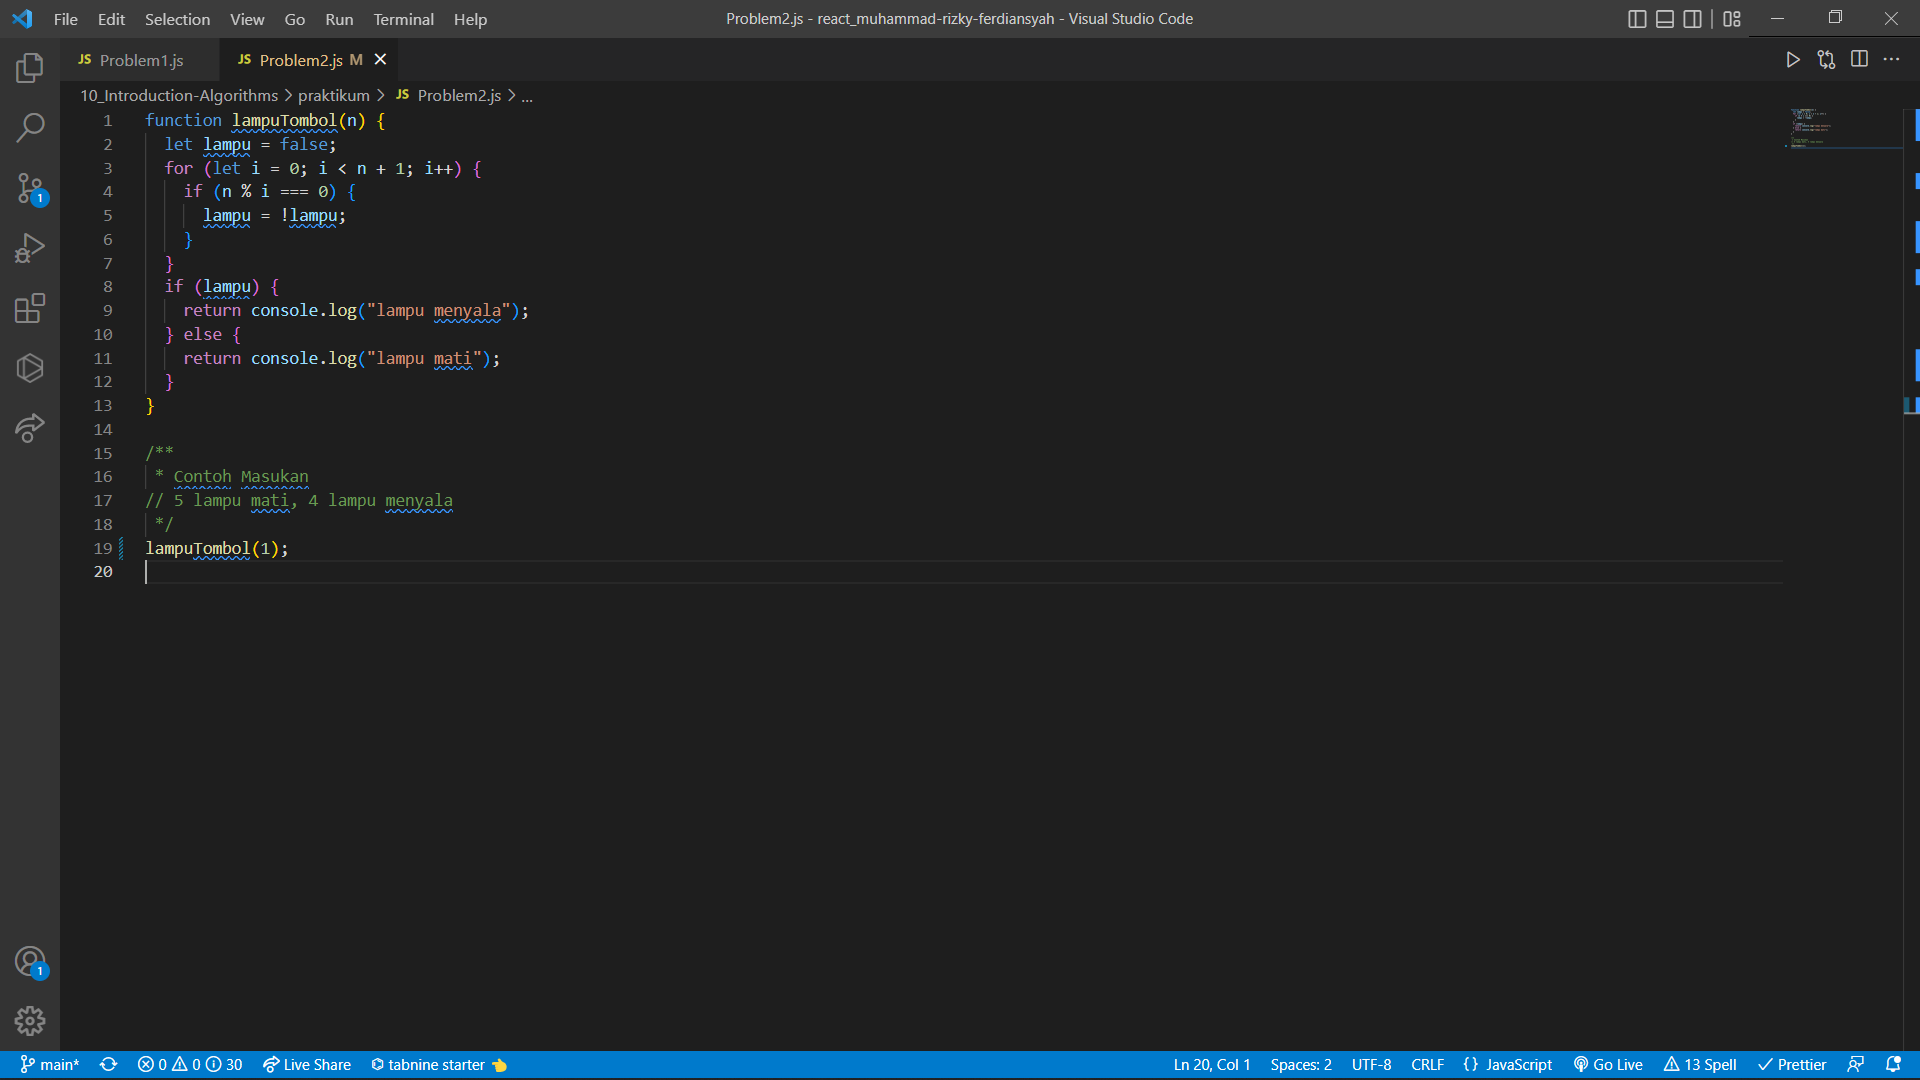 File Edit Selection View Go Run Terminal Help Problem2.js - react_muhammad-rizky-ferdiansyah - Visual Studio Code
JS Problem1.js JS Problem2.js M
10_Introduction-Algorithms > praktikum > JS Problem2.js > ...
1 function lampuTombol(n) {
2 let lampu = false;
3 for (let i = 0; i < n + 1; i++) {
4 if (n % i === 0) {
5 lampu = !lampu;
6 }
7 }
8 if (lampu) {
9 return console.log("lampu menyala");
10 } else {
11 return console.log("lampu mati");
12 }
13 }
14
15 /**
16 * Contoh Masukan
17 // 5 lampu mati, 4 lampu menyala
18 */
19 lampuTombol(1);
20
1
1
main* 0 0 30 Live Share tabnine starter Ln 20, Col 1 Spaces: 2 UTF-8 CRLF {} JavaScript Go Live 13 Spell Prettier